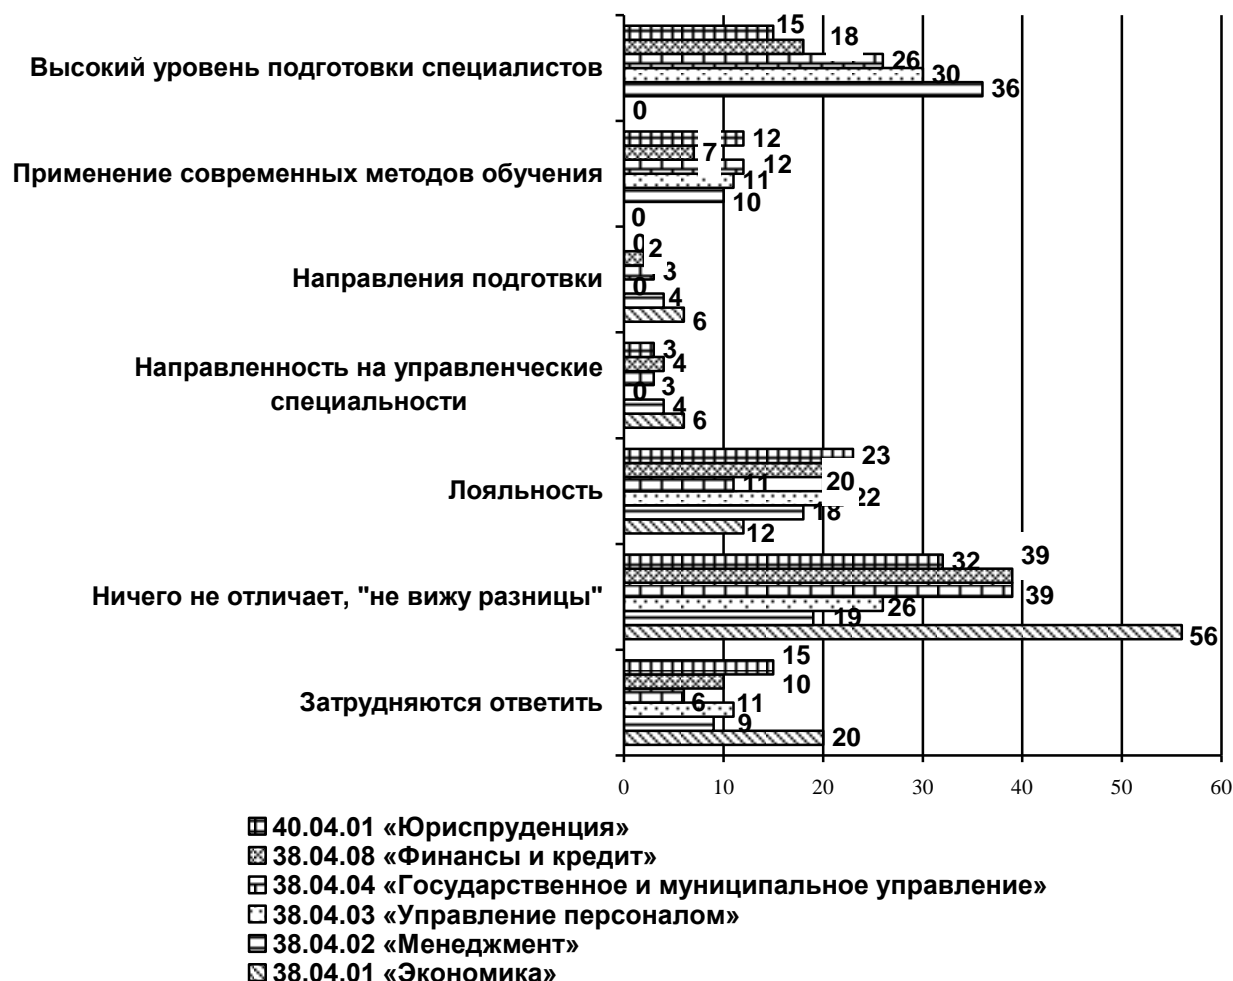 15
18
Высокий уровень подготовки специалистов
26
30
36
0
12
7
Применение современных методов обучения
12
11
10
0
0
2
Направления подготвки
3
0
4
6
3
4
Направленность на управленческие
специальности
3
0
4
6
23
20
Лояльность
11
22
18
12
39
32
Ничего не отличает, "не вижу разницы"
39
26
19
56
15
10
Затрудняются ответить
6
11
9
20
0 10 20 30 40 50 60
40.04.01 «Юриспруденция»
38.04.08 «Финансы и кредит»
38.04.04 «Государственное и муниципальное управление»
38.04.03 «Управление персоналом»
38.04.02 «Менеджмент»
38.04.01 «Экономика»